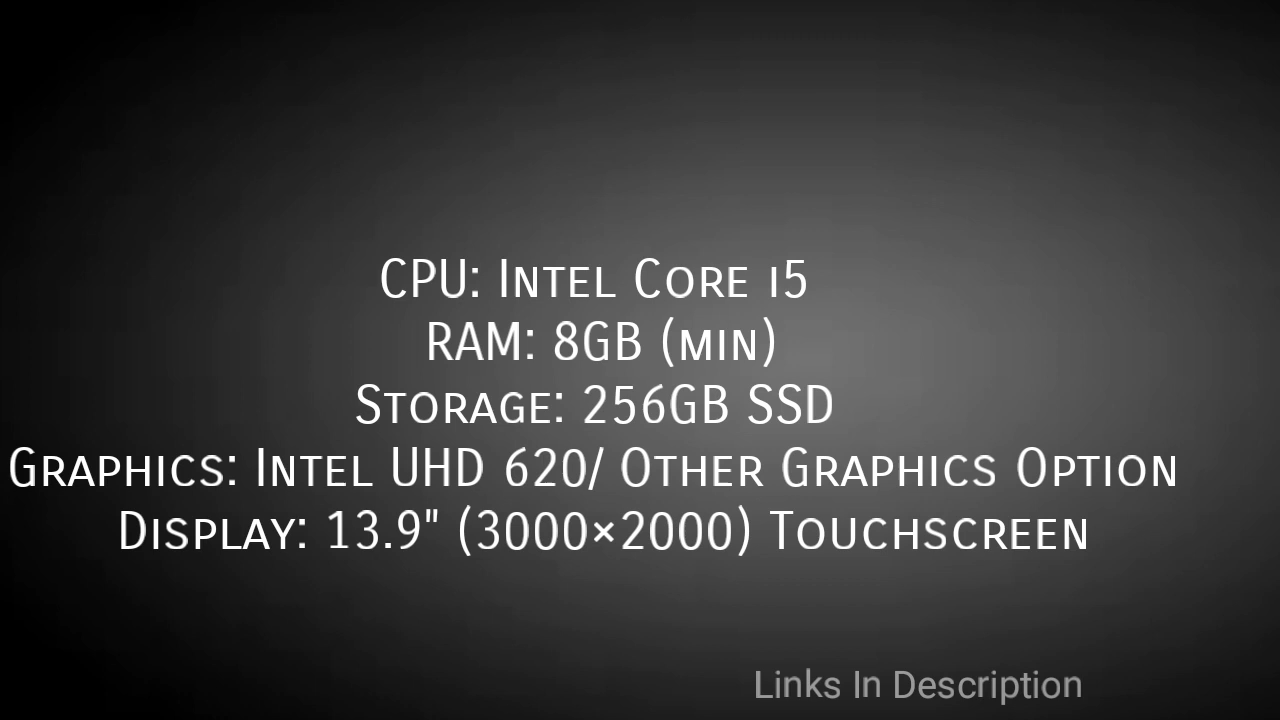 CPU: Intel Core i5
RAM: 8GB (min)
Storage: 256GB SSD
Graphics: Intel UHD 620/ Other Graphics Option
Display: 13.9" (3000×2000) Touchscreen
Links In Description